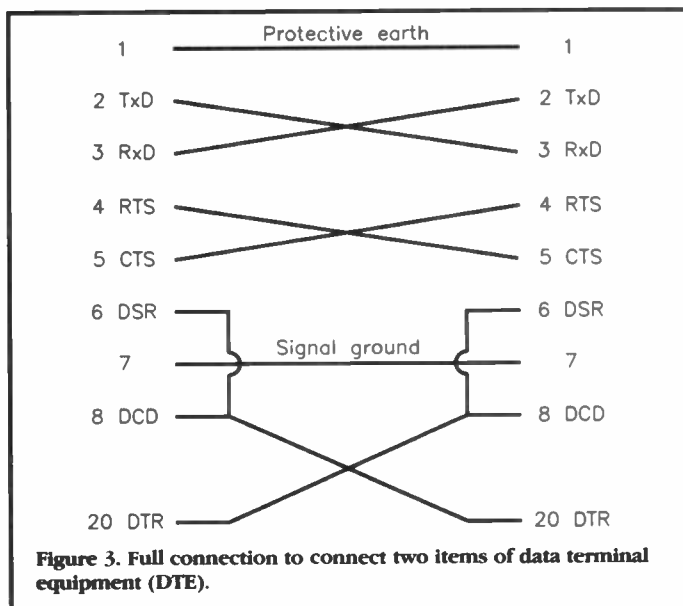 Protective earth
1 1
2 TxD 2 TxD
3 RxD 3 RxD
4 RTS 4 RTS
5 CTS 5 CTS
6 DSR 6 DSR
Signal ground
7 7
8 DCD 8 DCD
20 DTR 20 DTR
Figure 3. Full connection to connect two items of data terminal
equipment (DTE).